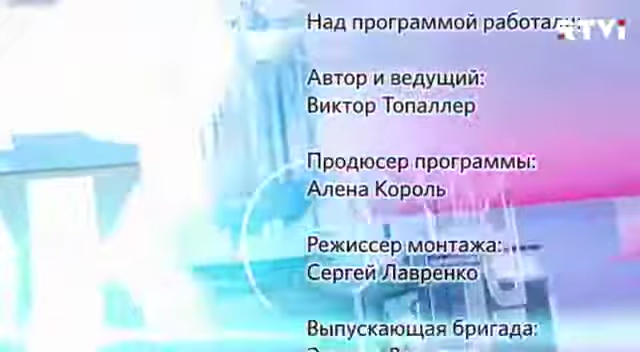 Над программой работали:
RTVi
Автор и ведущий:
Виктор Топаллер
Продюсер программы:
Алена Король
Режиссер монтажа:
Сергей Лавренко
Выпускающая бригада: